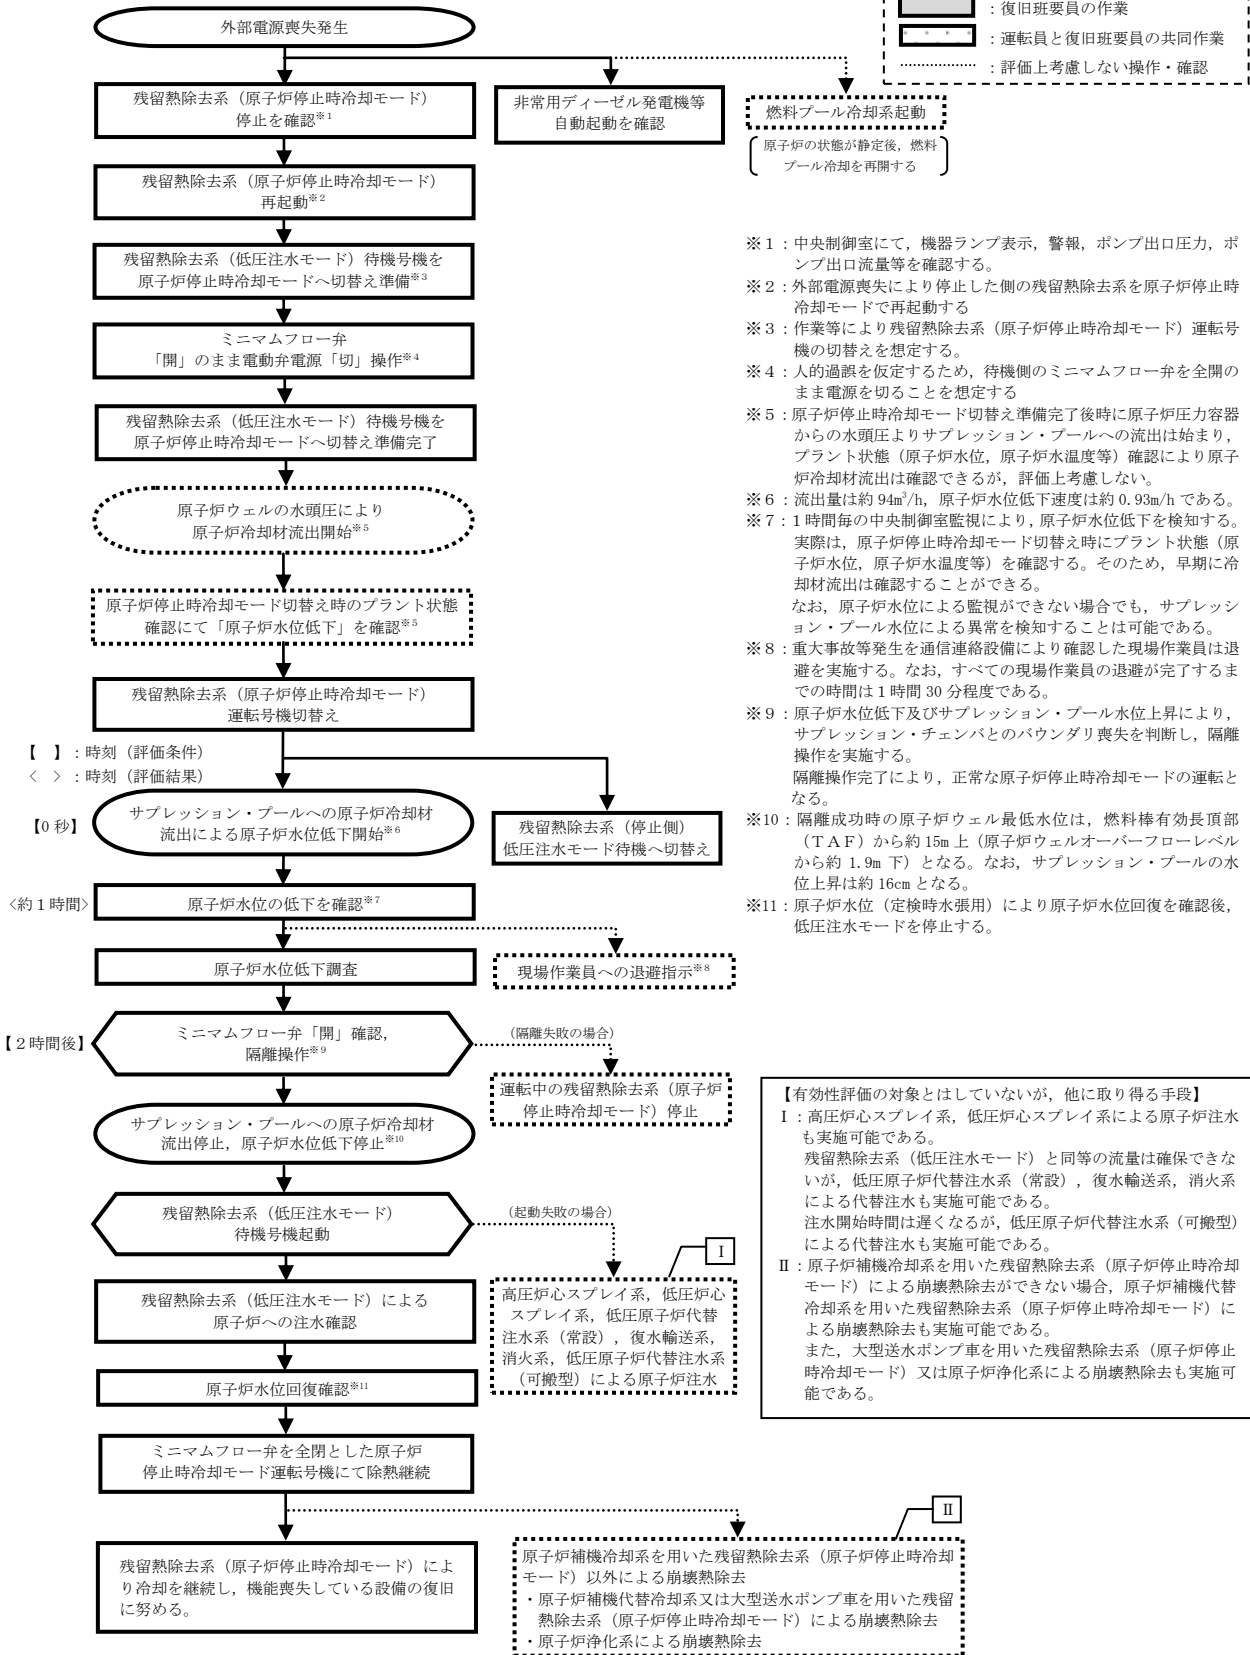 ：復旧班要員の作業
：運転員と復旧班要員の共同作業
：評価上考慮しない操作・確認
外部電源喪失発生
残留熱除去系（原子炉停止時冷却モード）
停止を確認※1
非常用ディーゼル発電機等
自動起動を確認
燃料プール冷却系起動
原子炉の状態が静定後，燃料
プール冷却を再開する
残留熱除去系（原子炉停止時冷却モード）
再起動※2
残留熱除去系（低圧注水モード）待機号機を
原子炉停止時冷却モードへ切替え準備※3
ミニマムフロー弁
「開」のまま電動弁電源「切」操作※4
残留熱除去系（低圧注水モード）待機号機を
原子炉停止時冷却モードへ切替え準備完了
原子炉ウェルの水頭圧により
原子炉冷却材流出開始※5
原子炉停止時冷却モード切替え時のプラント状態
確認にて「原子炉水位低下」を確認※5
残留熱除去系（原子炉停止時冷却モード）
運転号機切替え
【　】：時刻（評価条件）
＜　＞：時刻（評価結果）
【0秒】
サプレッション・プールへの原子炉冷却材
流出による原子炉水位低下開始※6
残留熱除去系（停止側）
低圧注水モード待機へ切替え
<約１時間>
原子炉水位の低下を確認※7
原子炉水位低下調査
現場作業員への退避指示※8
【２時間後】
ミニマムフロー弁「開」確認，
隔離操作※9
（隔離失敗の場合）
運転中の残留熱除去系（原子炉
停止時冷却モード）停止
サプレッション・プールへの原子炉冷却材
流出停止，原子炉水位低下停止※10
残留熱除去系（低圧注水モード）
待機号機起動
（起動失敗の場合）
Ⅰ
高圧炉心スプレイ系，低圧炉心
スプレイ系，低圧原子炉代替
注水系（常設），復水輸送系，
消火系，低圧原子炉代替注水系
（可搬型）による原子炉注水
残留熱除去系（低圧注水モード）による
原子炉への注水確認
原子炉水位回復確認※11
ミニマムフロー弁を全閉とした原子炉
停止時冷却モード運転号機にて除熱継続
Ⅱ
残留熱除去系（原子炉停止時冷却モード）によ
り冷却を継続し，機能喪失している設備の復旧
に努める。
原子炉補機冷却系を用いた残留熱除去系（原子炉停止時冷却
モード）以外による崩壊熱除去
・原子炉補機代替冷却系又は大型送水ポンプ車を用いた残留
熱除去系（原子炉停止時冷却モード）による崩壊熱除去
・原子炉浄化系による崩壊熱除去
※１：中央制御室にて，機器ランプ表示，警報，ポンプ出口圧力，ポ
ンプ出口流量等を確認する。
※２：外部電源喪失により停止した側の残留熱除去系を原子炉停止時
冷却モードで再起動する
※３：作業等により残留熱除去系（原子炉停止時冷却モード）運転号
機の切替えを想定する。
※４：人的過誤を仮定するため，待機側のミニマムフロー弁を全開の
まま電源を切ることを想定する
※５：原子炉停止時冷却モード切替え準備完了後時に原子炉圧力容器
からの水頭圧よりサプレッション・プールへの流出は始まり，
プラント状態（原子炉水位，原子炉水温度等）確認により原子
炉冷却材流出は確認できるが，評価上考慮しない。
※６：流出量は約 94m³/h，原子炉水位低下速度は約 0.93m/h である。
※７：１時間毎の中央制御室監視により，原子炉水位低下を検知する。
実際は，原子炉停止時冷却モード切替え時にプラント状態（原
子炉水位，原子炉水温度等）を確認する。そのため，早期に冷
却材流出は確認することができる。
なお，原子炉水位による監視ができない場合でも，サプレッシ
ョン・プール水位による異常を検知することは可能である。
※８：重大事故等発生を通信連絡設備により確認した現場作業員は退
避を実施する。なお，すべての現場作業員の退避が完了するま
での時間は１時間 30 分程度である。
※９：原子炉水位低下及びサプレッション・プール水位上昇により，
サプレッション・チェンバとのバウンダリ喪失を判断し，隔離
操作を実施する。
隔離操作完了により，正常な原子炉停止時冷却モードの運転と
なる。
※10：隔離成功時の原子炉ウェル最低水位は，燃料棒有効長頂部
（ＴＡＦ）から約 15m 上（原子炉ウェルオーバーフローレベル
から約 1.9m 下）となる。なお，サプレッション・プールの水
位上昇は約 16cm となる。
※11：原子炉水位（定検時水張用）により原子炉水位回復を確認後，
低圧注水モードを停止する。
【有効性評価の対象とはしていないが，他に取り得る手段】
Ⅰ：高圧炉心スプレイ系，低圧炉心スプレイ系による原子炉注水
も実施可能である。
残留熱除去系（低圧注水モード）と同等の流量は確保できな
いが，低圧原子炉代替注水系（常設），復水輸送系，消火系
による代替注水も実施可能である。
注水開始時間は遅くなるが，低圧原子炉代替注水系（可搬型）
による代替注水も実施可能である。
Ⅱ：原子炉補機冷却系を用いた残留熱除去系（原子炉停止時冷却
モード）による崩壊熱除去ができない場合，原子炉補機代替
冷却系を用いた残留熱除去系（原子炉停止時冷却モード）に
よる崩壊熱除去も実施可能である。
また，大型送水ポンプ車を用いた残留熱除去系（原子炉停止
時冷却モード）又は原子炉浄化系による崩壊熱除去も実施可
能である。